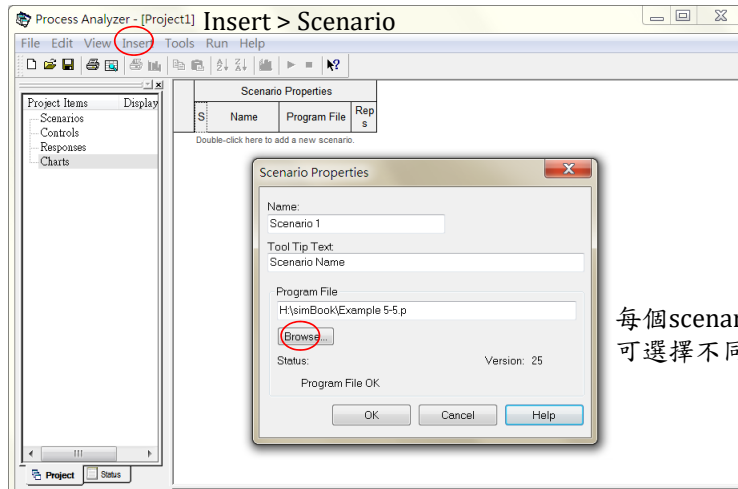 Process Analyzer - [Project1]
Insert > Scenario
File Edit View Insert Tools Run Help
Project Items Display
Scenarios
Controls
Responses
Charts
Scenario Properties
S Name Program File Reps
Double-click here to add a new scenario.
Scenario Properties
Name:
Scenario 1
Tool Tip Text:
Scenario Name
Program File
H:\simBook\Example 5-5.p
Browse...
Status: Version: 25
Program File OK
OK Cancel Help
每個scenar
可選擇不同
Project Status